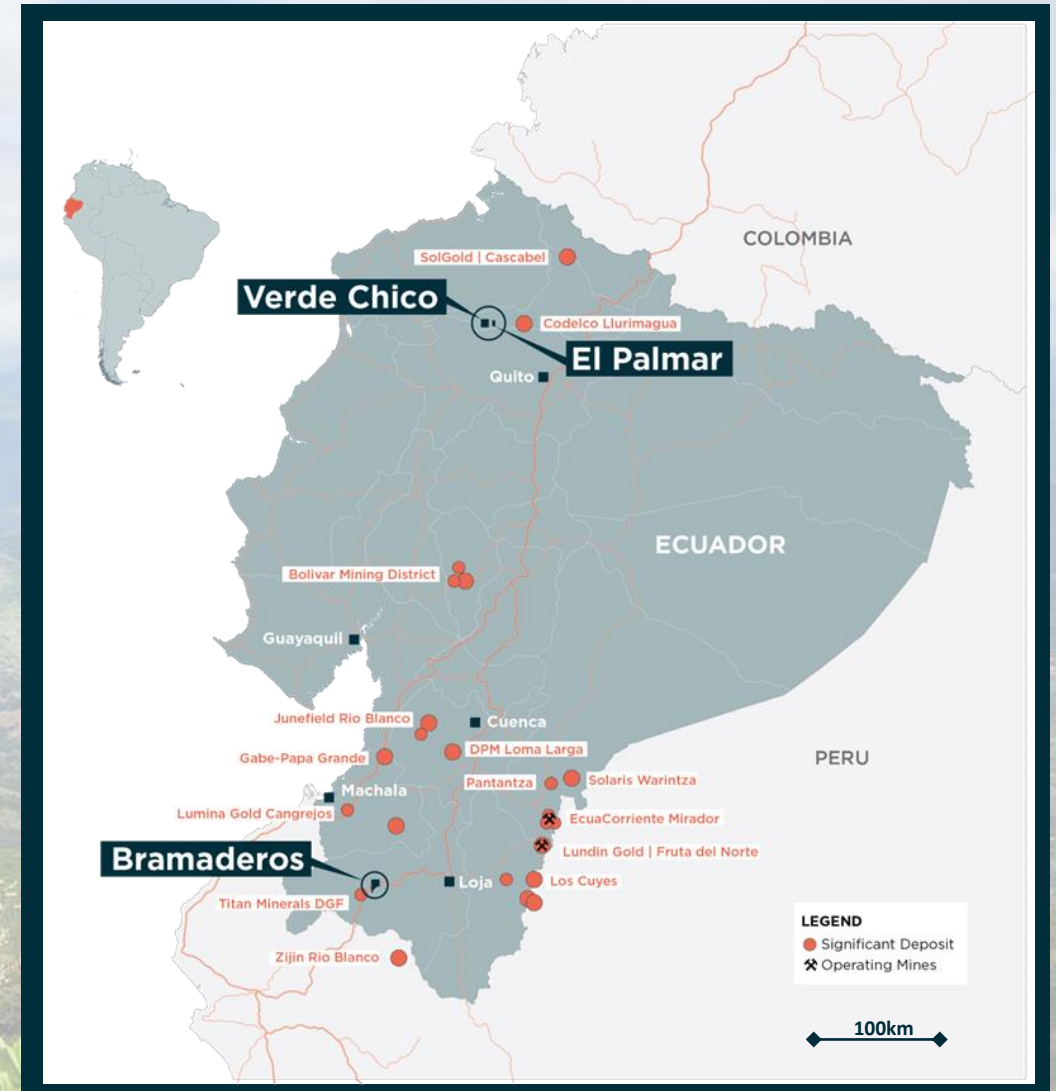 COLOMBIA
SolGold | Cascabel
Verde Chico
Codelco Llurimagua
El Palmar
Quito
ECUADOR
Bolivar Mining District
Guayaquil
Junefield Rio Blanco
Cuenca
DPM Loma Larga
Gabe-Papa Grande
PERU
Pantantza
Solaris Warintza
Machala
Lumina Gold Cangrejos
EcuaCorriente Mirador
Lundin Gold | Fruta del Norte
Bramaderos
Loja
Los Cuyes
Titan Minerals DGF
Zijin Rio Blanco
LEGEND
Significant Deposit
Operating Mines
100km